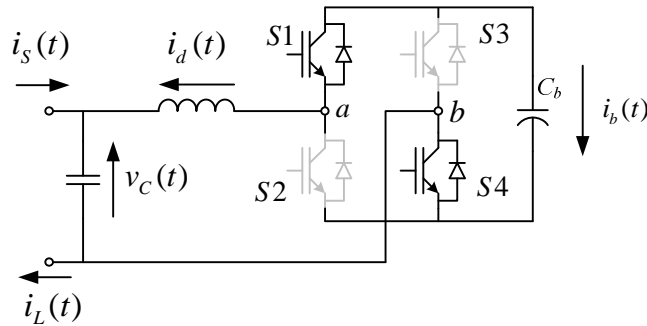 i_S(t)
i_d(t)
S1
S3
C_b
a
b
i_b(t)
v_C(t)
S2
S4
i_L(t)